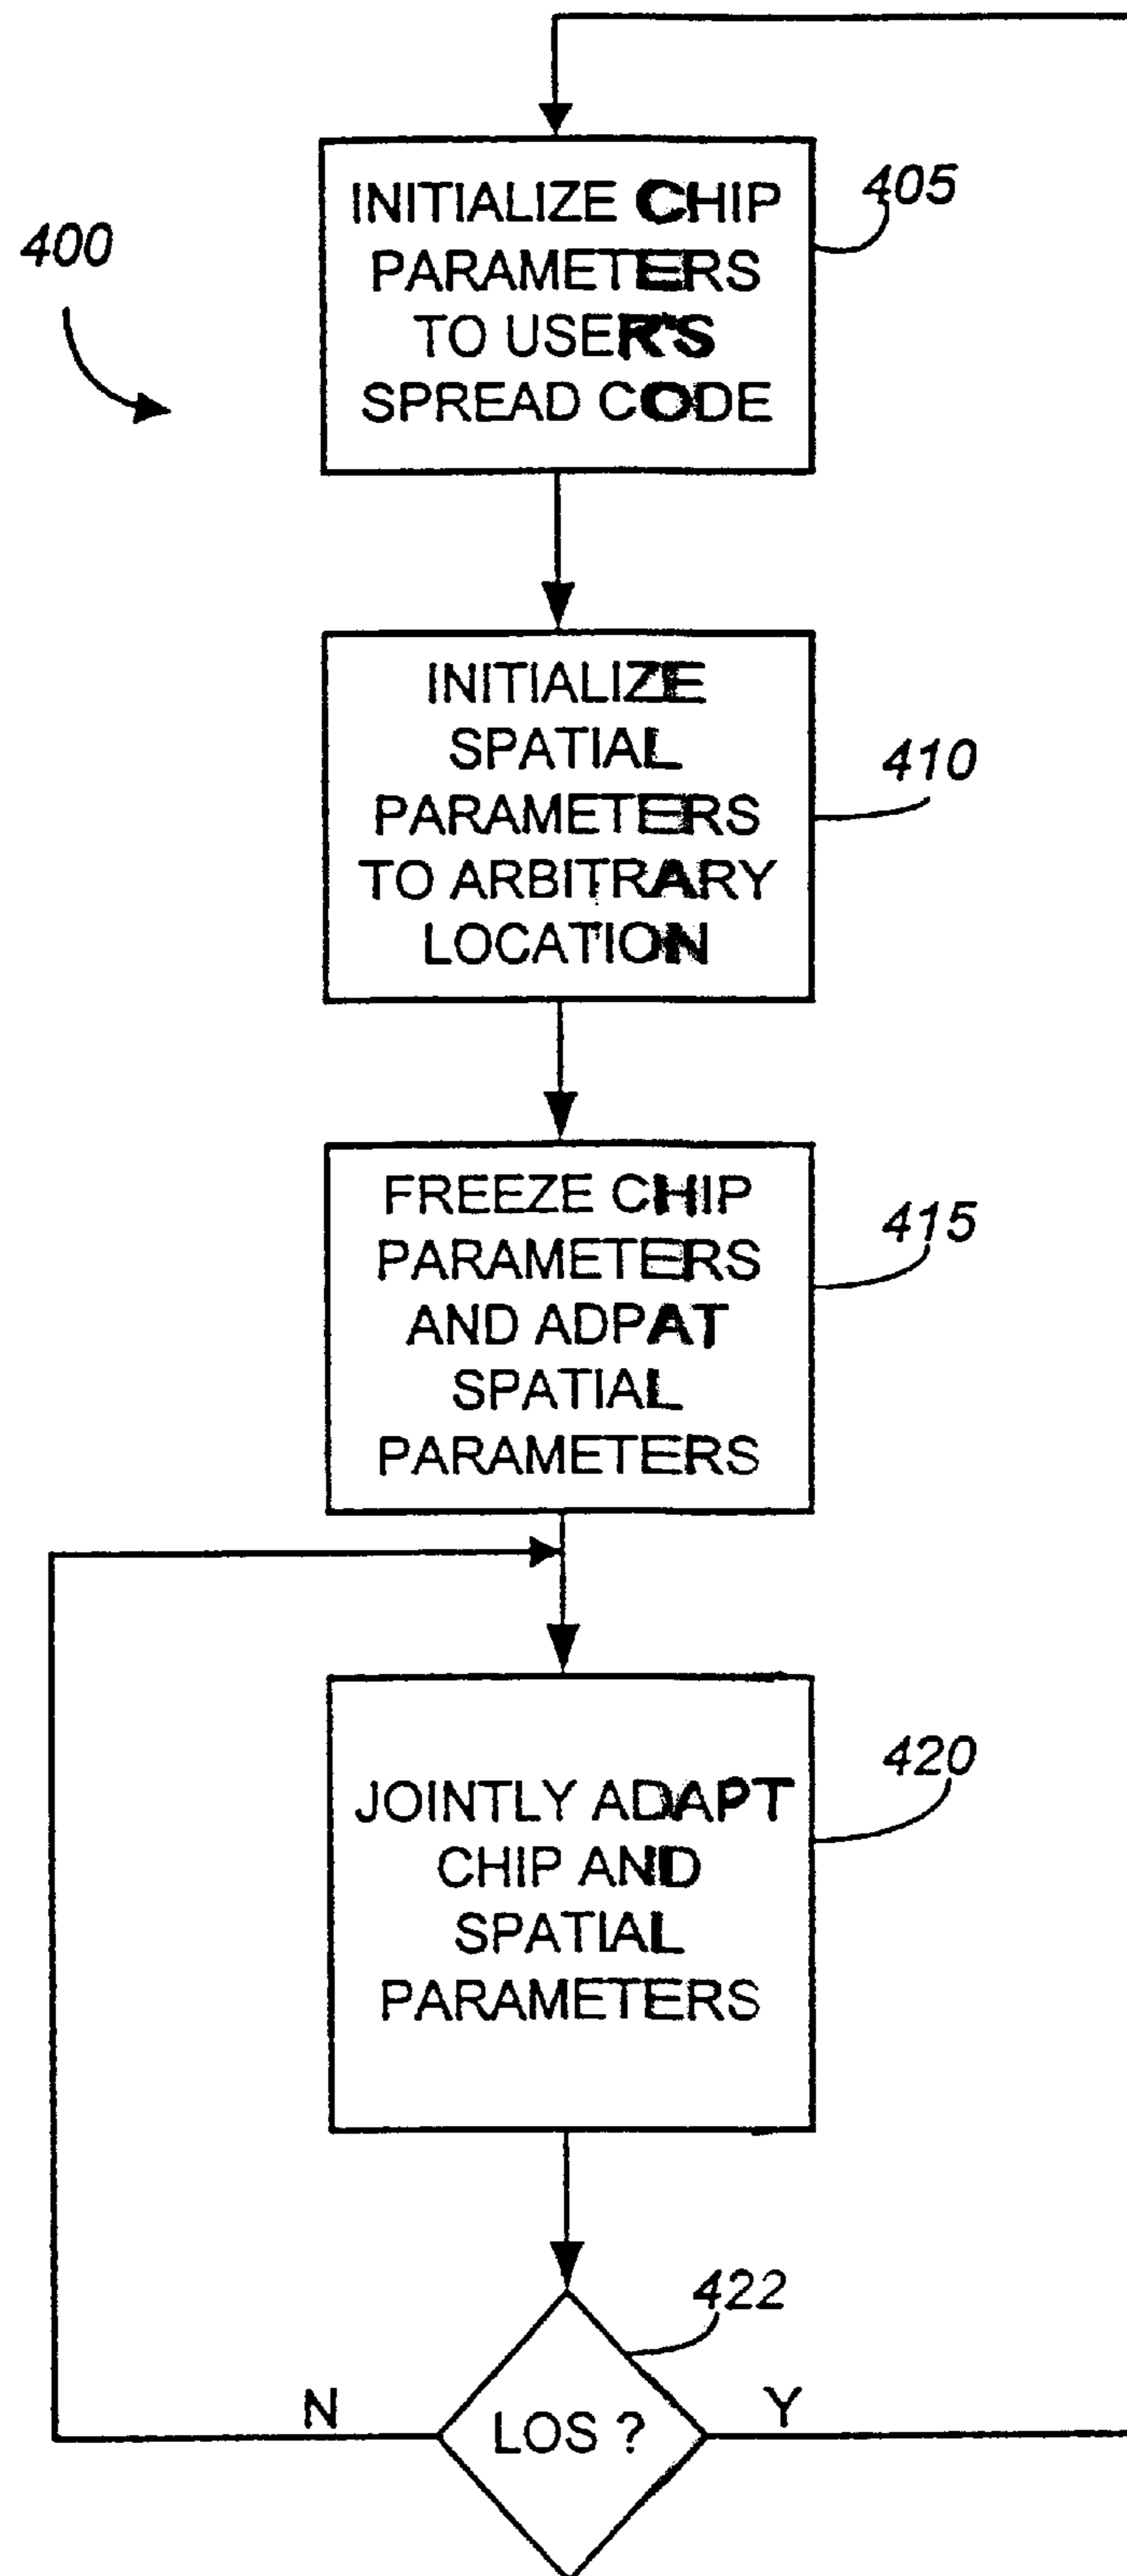 400
INITIALIZE CHIP
PARAMETERS
TO USER'S
SPREAD CODE
405
INITIALIZE
SPATIAL
PARAMETERS
TO ARBITRARY
LOCATION
410
FREEZE CHIP
PARAMETERS
AND ADPAT
SPATIAL
PARAMETERS
415
JOINTLY ADAPT
CHIP AND
SPATIAL
PARAMETERS
420
422
N
LOS ?
Y